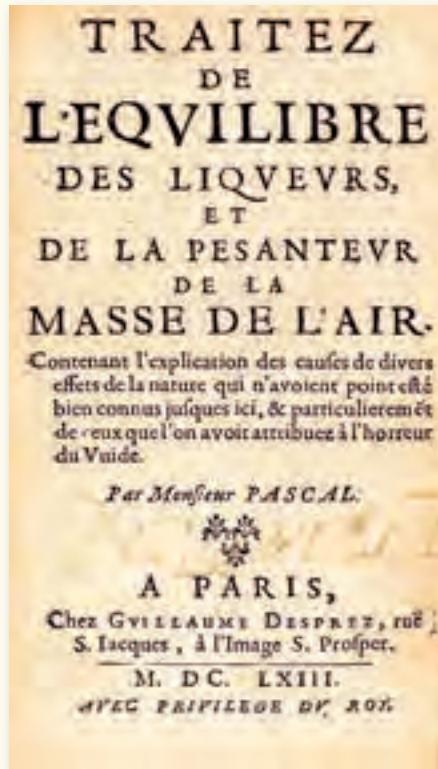 TRAITEZ
DE
L'EQVILIBRE
DES LIQVEVRS,
ET
DE LA PESANTEVR
DE LA
MASSE DE L'AIR.
Contenant l'explication des causes de divers
effets de la nature qui n'avoient point esté
bien connus jusques ici, & particulieremẽt
de ceux que l'on avoit attribuez à l'horreur
du Vuide.
Par Monsieur PASCAL.
A PARIS,
Chez GVILLAUME DESPREZ, ruë
S. Iacques, à l'Image S. Prosper.
M. DC. LXIII.
AVEC PRIVILEGE DV ROY.